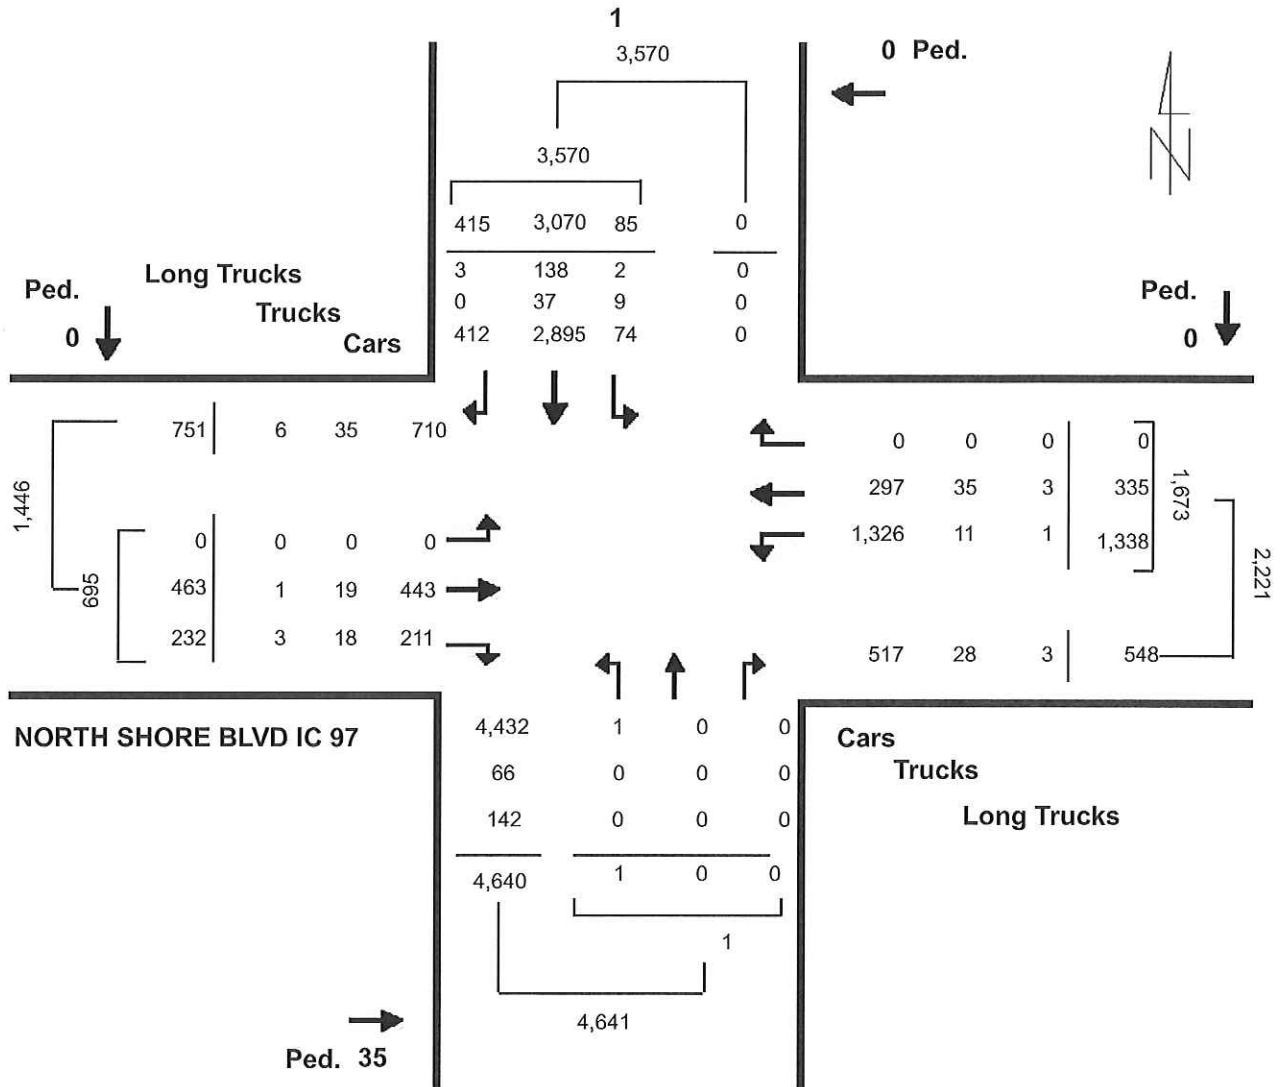 1
3,570
0 Ped.
3,570
415 3,070 85 0
3 138 2 0
0 37 9 0
412 2,895 74 0
Long Trucks
Trucks
Cars
Ped.
0
Ped.
0
N
751 6 35 710
1,446
0 0 0 0
463 1 19 443
232 3 18 211
695
0 0 0 0
297 35 3 335
1,326 11 1 1,338
1,673
2,221
517 28 3 548
NORTH SHORE BLVD IC 97
4,432 1 0 0
66 0 0 0
142 0 0 0
4,640 1 0 0
1
4,641
Cars
Trucks
Long Trucks
Ped. 35